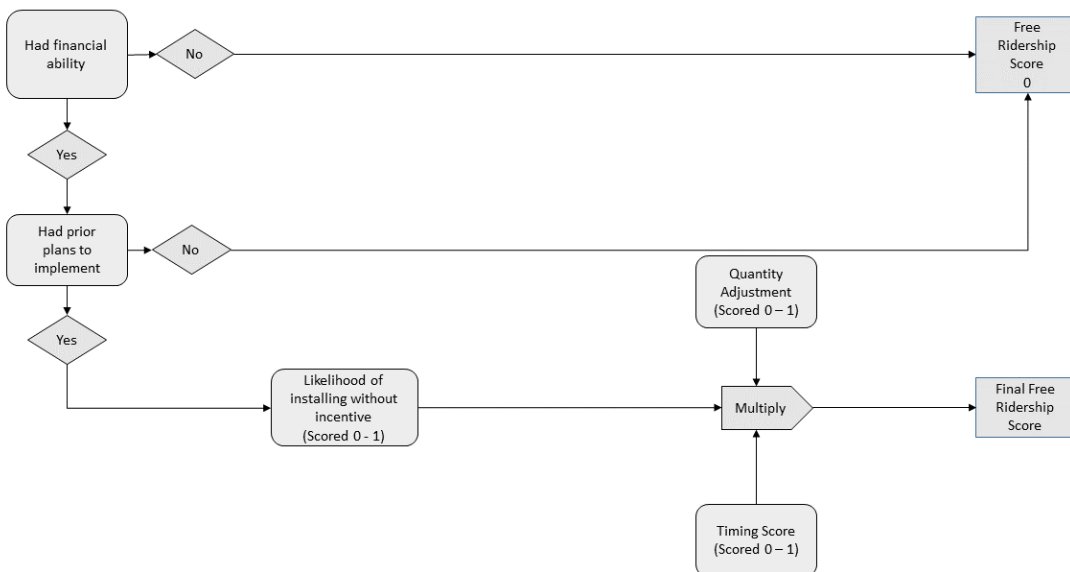 Had financial
ability
No
Free
Ridership
Score
0
Yes
Had prior
plans to
implement
No
Quantity
Adjustment
(Scored 0 – 1)
Yes
Likelihood of
installing without
incentive
(Scored 0 - 1)
Multiply
Final Free
Ridership
Score
Timing Score
(Scored 0 – 1)